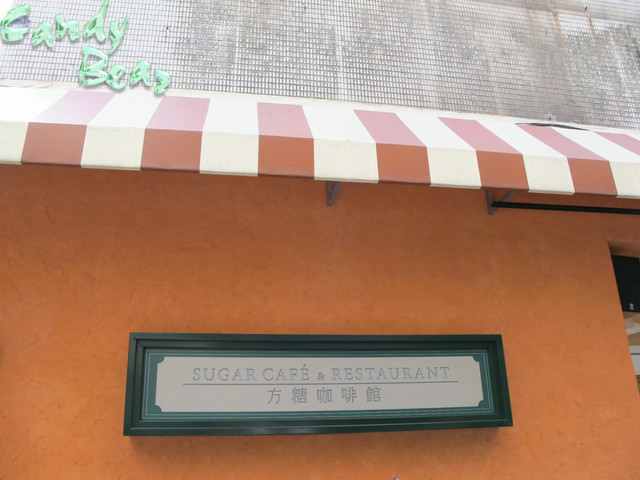 Candy
Bear
SUGAR CAFÉ & RESTAURANT
方糖咖啡館